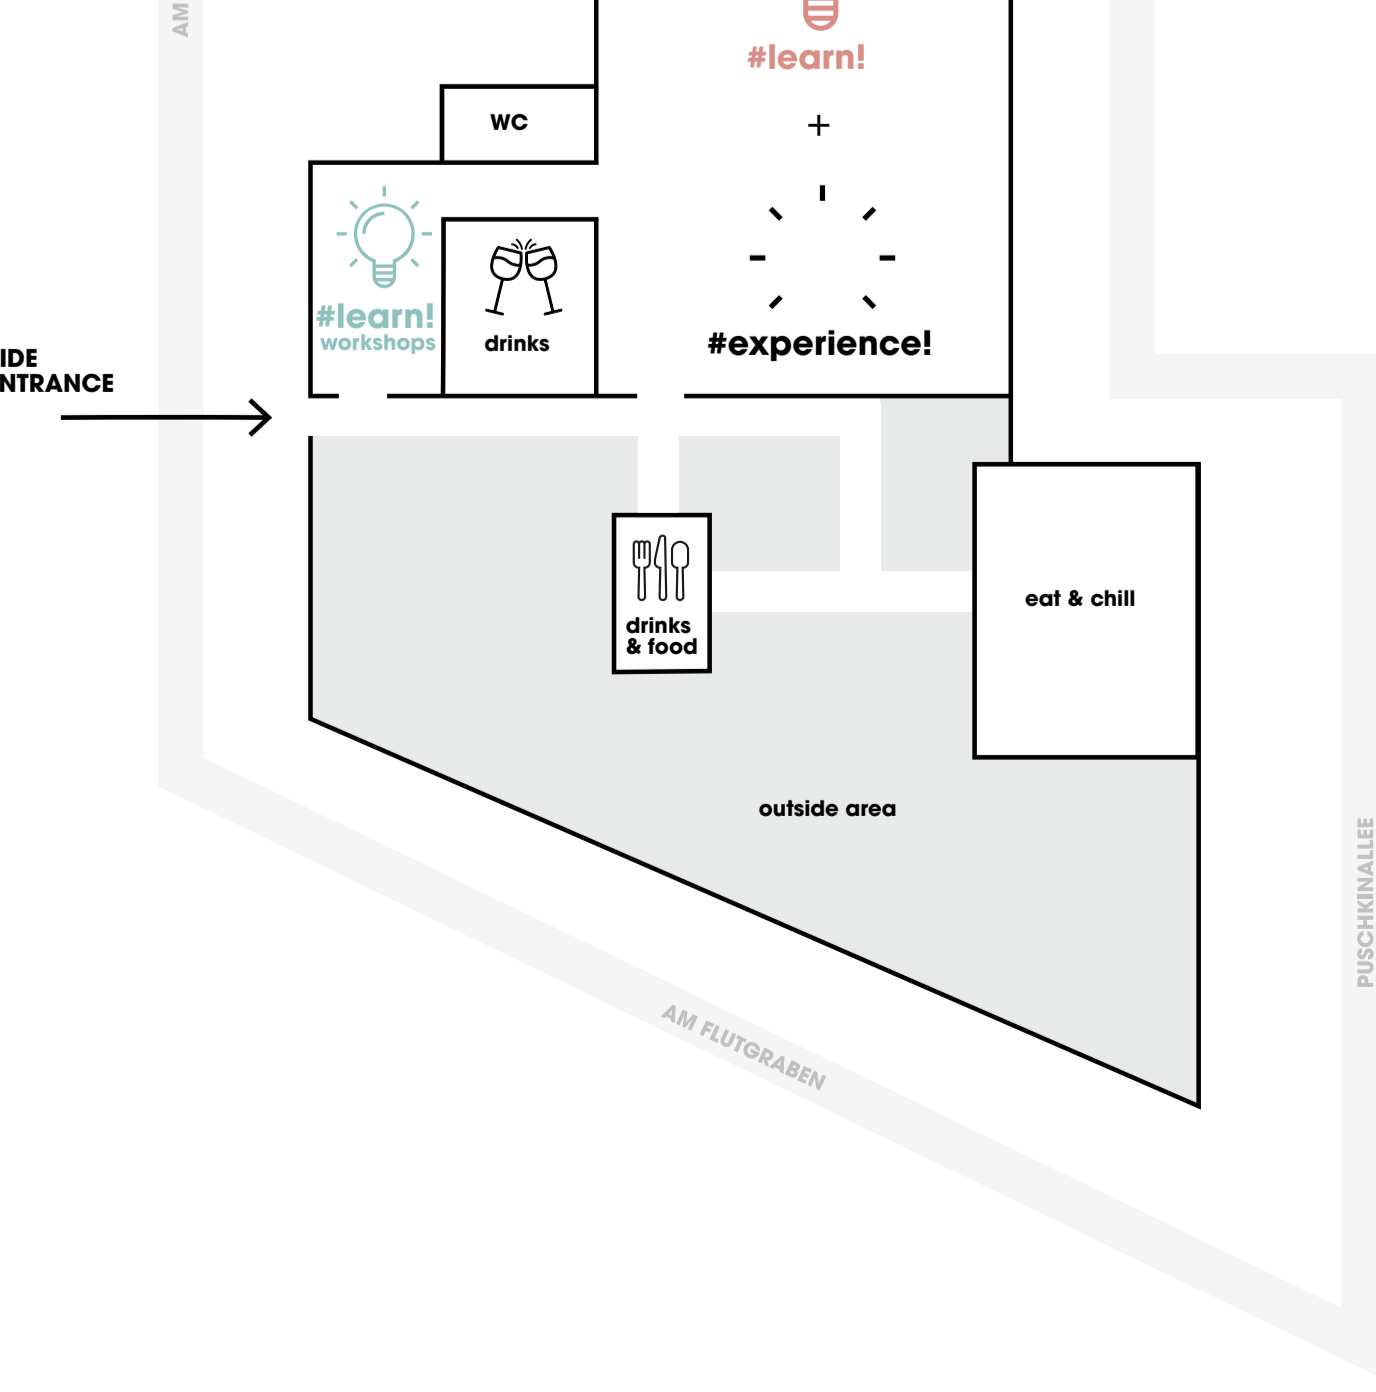 AM
#learn!
+
WC
#learn!
workshops
drinks
#experience!
IDE
NTRANCE
drinks
& food
eat & chill
outside area
PUSCHKINALLEE
AM FLUTGRABEN